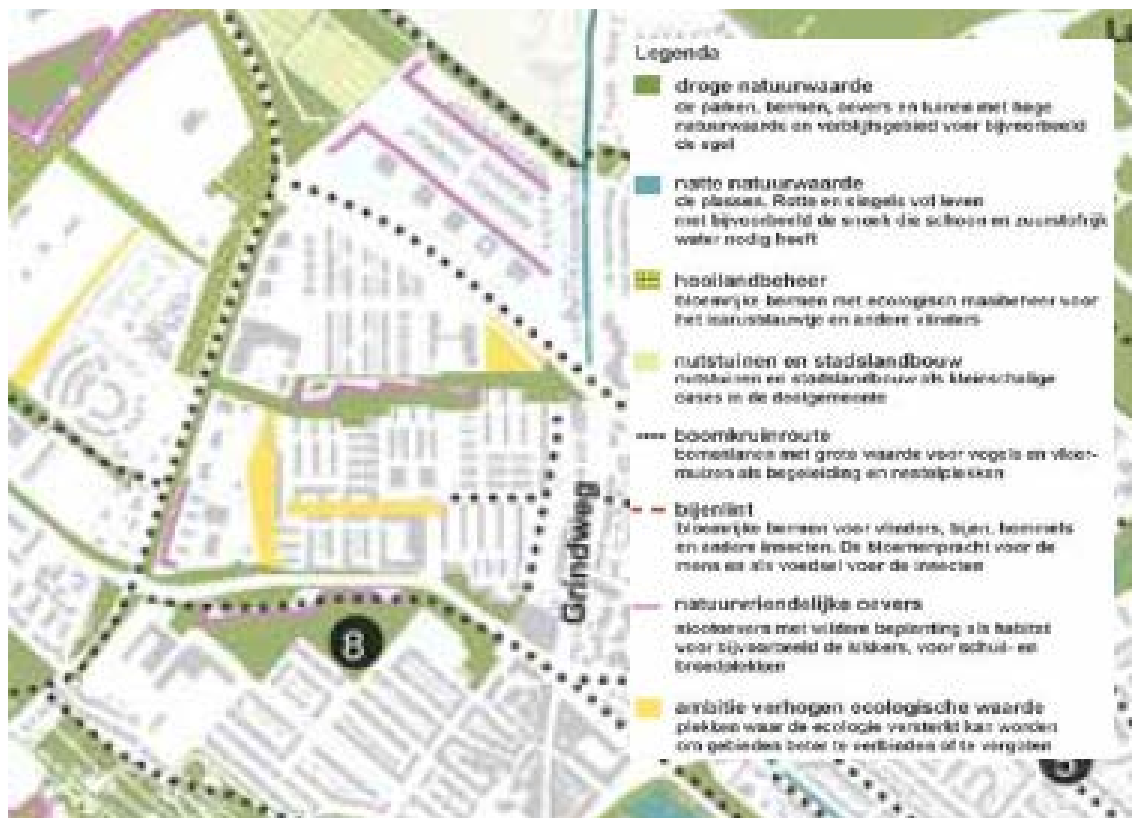 Legenda
droge natuurwaarde
de parken, bermen, oevers en tuinen met hoge
natuurwaarde en verblijfsgebied voor bijvoorbeeld
de egel
natte natuurwaarde
de plassen, Rotte en singels vol leven
met bijvoorbeeld de snoek die schoon en zuurstofrijk
water nodig heeft
hooilandbeheer
bloemrijke bermen met ecologisch maaibeheer voor
het icarusblauwtje en andere vlinders
nutstuinen en stadslandbouw
nutstuinen en stadslandbouw als kleinschalige
oases in de deelgemeente
boomkruinroute
bomenlanen met grote waarde voor vogels en vleer-
muizen als begeleiding en nestelplekken
bijenlint
bloemrijke bermen voor vlinders, bijen, hommels
en andere insecten. De bloemenpracht voor de
mens en als voedsel voor de insecten
natuurvriendelijke oevers
slootoevers met wildere beplanting als habitat
voor bijvoorbeeld de kikkers, voor schuil- en
broedplekken
ambitie verhogen ecologische waarde
plekken waar de ecologie versterkt kan worden
om gebieden beter te verbinden of te vergroten
Grindweg
8